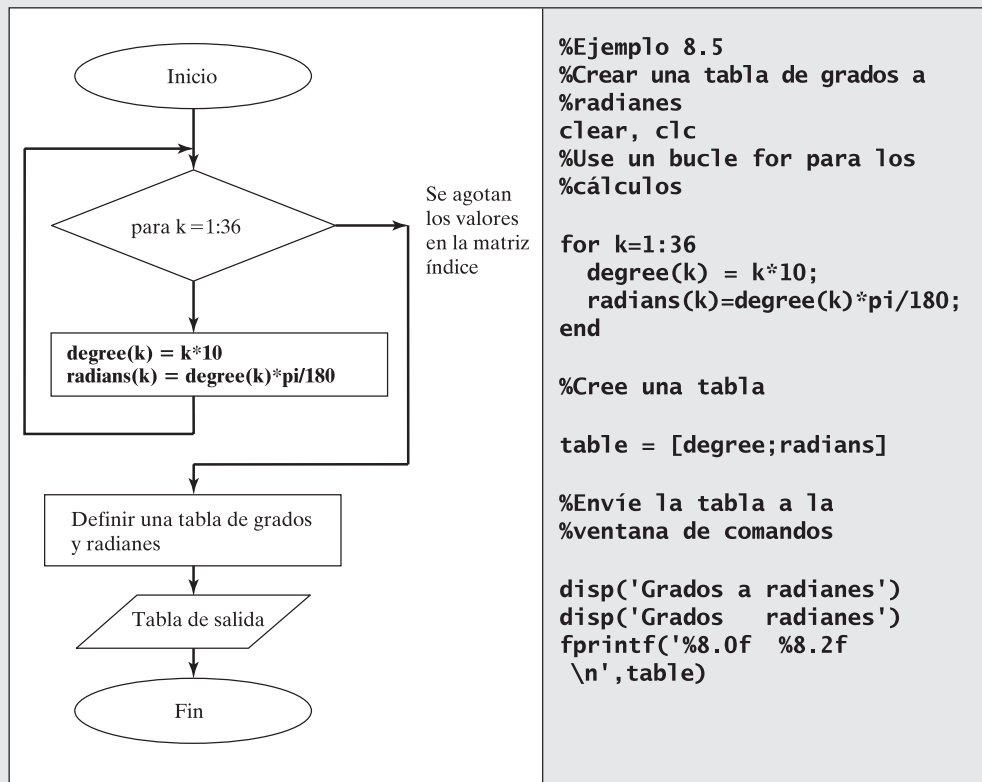 Inicio
para k = 1:36
Se agotan
los valores
en la matriz
índice
degree(k) = k*10
radians(k) = degree(k)*pi/180
Definir una tabla de grados
y radianes
Tabla de salida
Fin
%Ejemplo 8.5
%Crear una tabla de grados a
%radianes
clear, clc
%Use un bucle for para los
%cálculos
for k=1:36
degree(k) = k*10;
radians(k)=degree(k)*pi/180;
end
%Cree una tabla
table = [degree;radians]
%Envíe la tabla a la
%ventana de comandos
disp('Grados a radianes')
disp('Grados   radianes')
fprintf('%8.0f  %8.2f
\n',table)